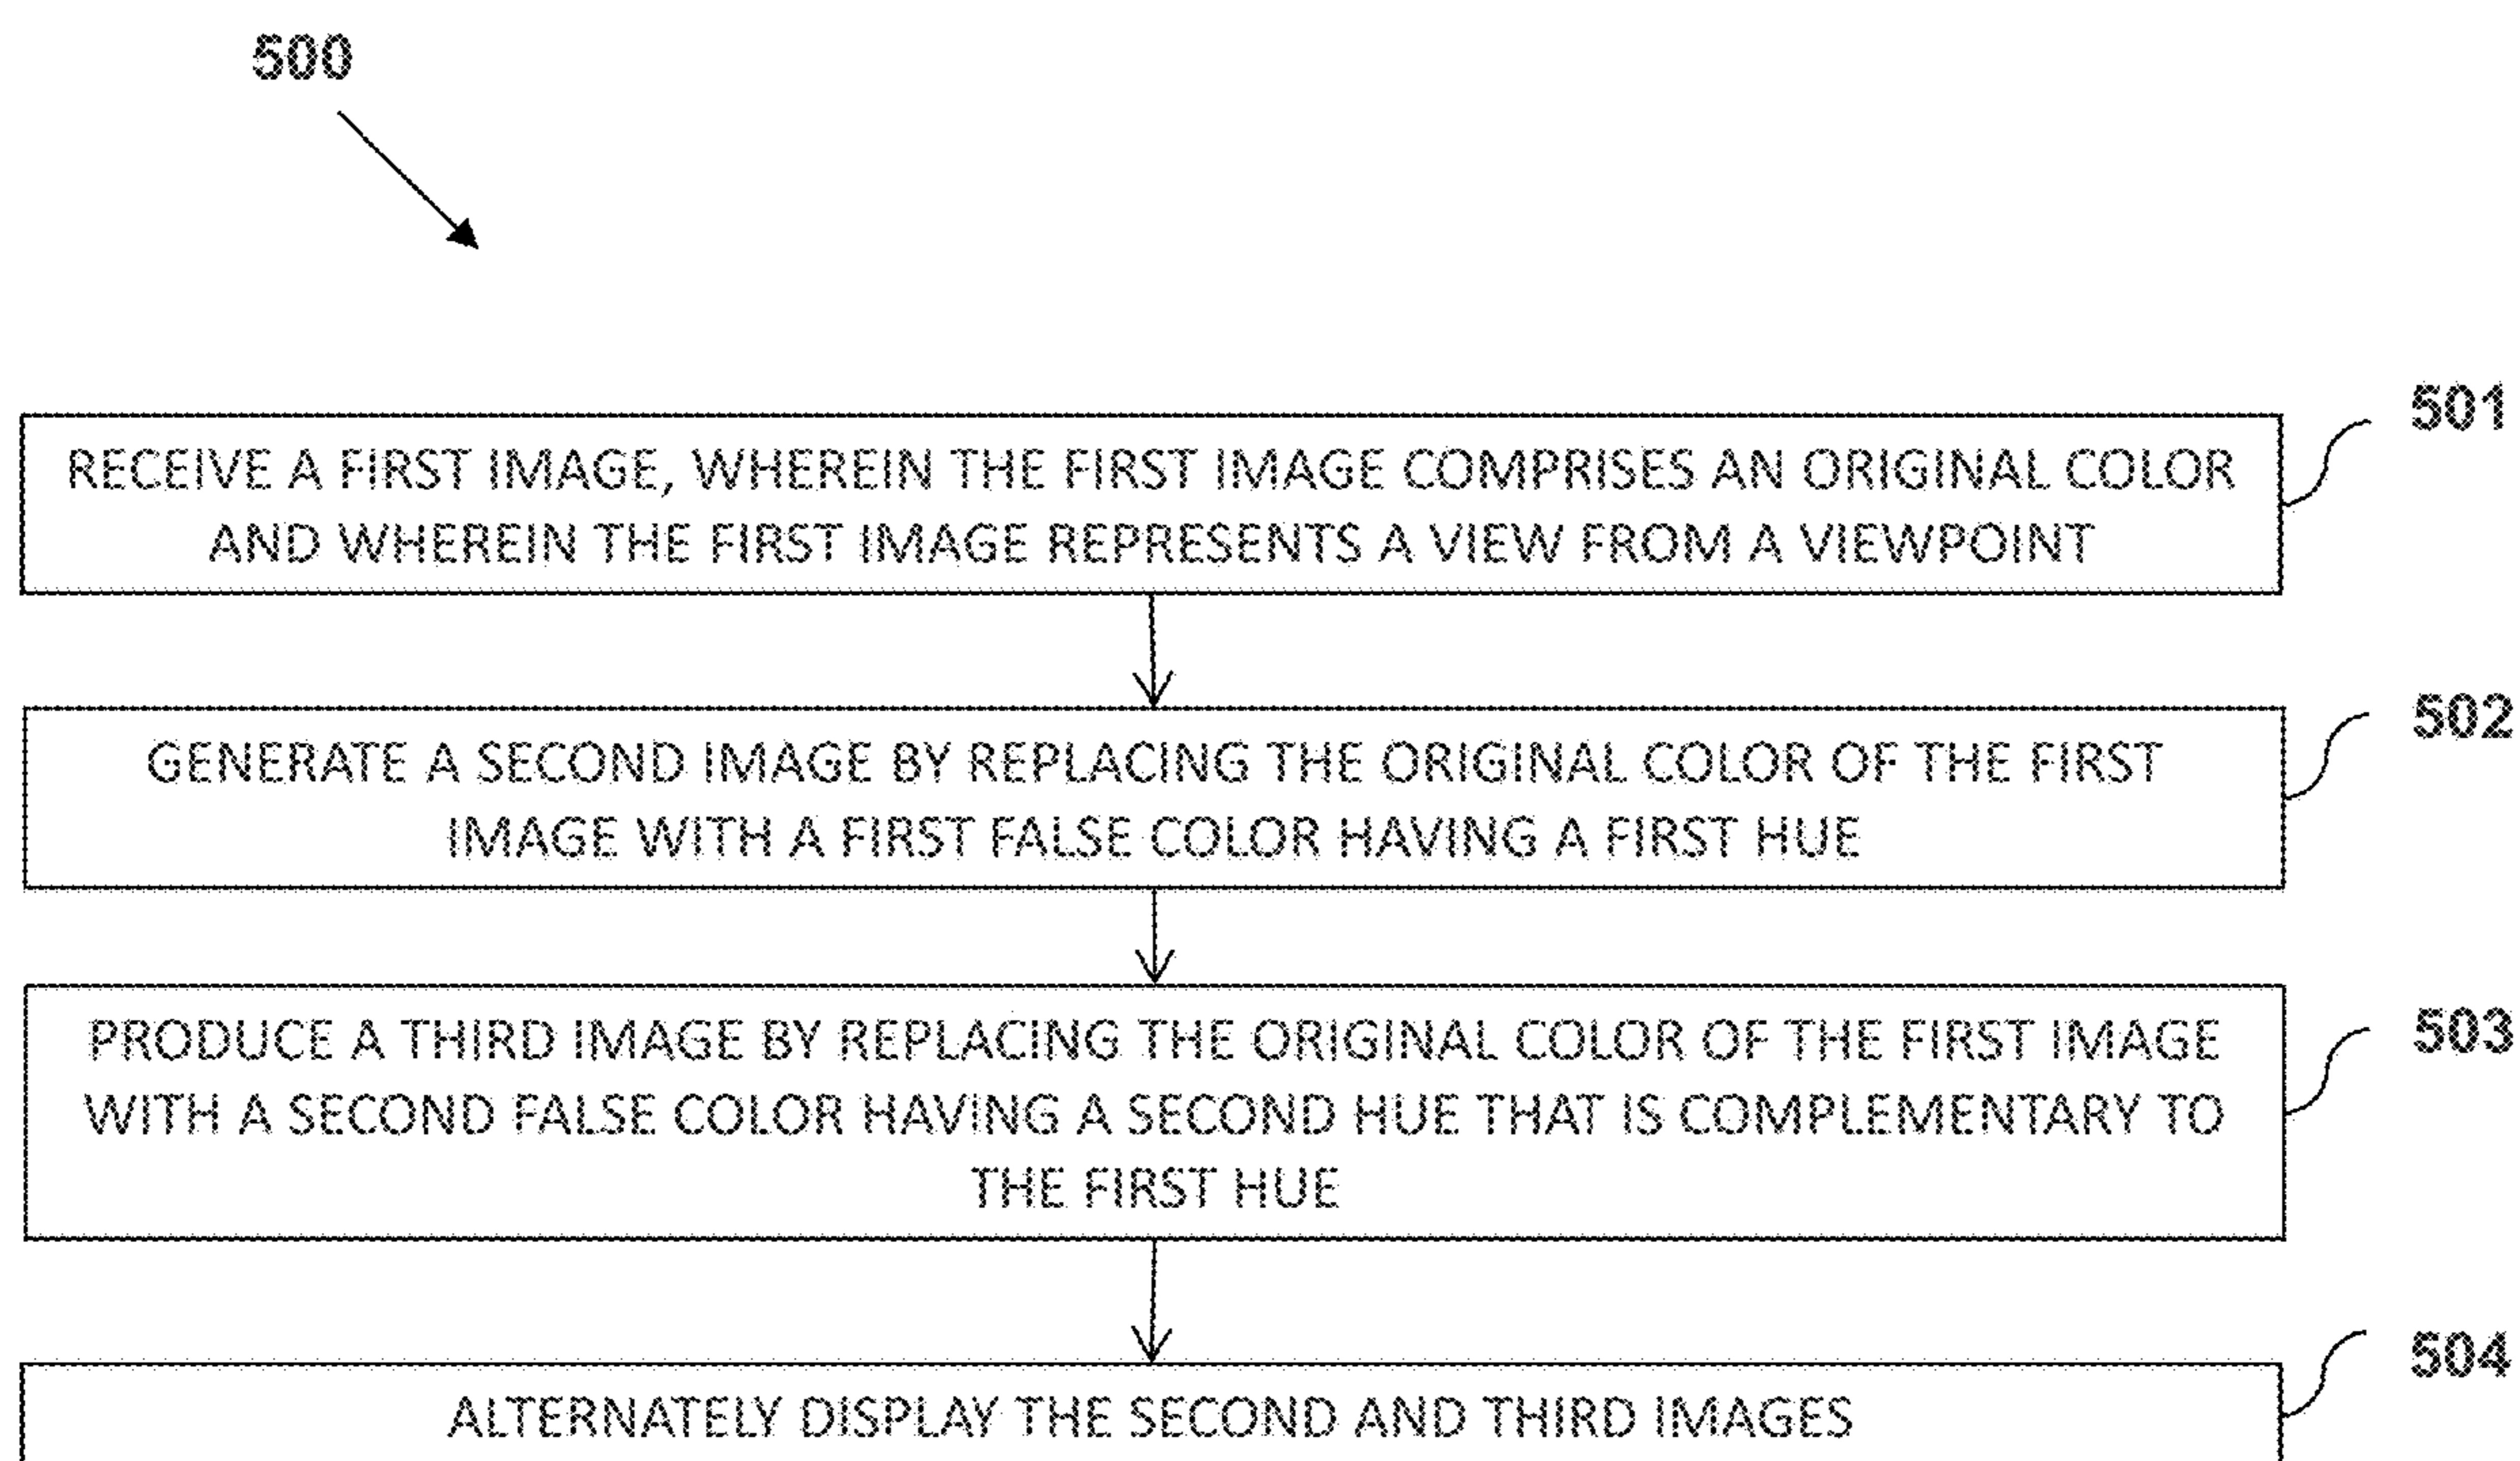 500
501
RECEIVE A FIRST IMAGE, WHEREIN THE FIRST IMAGE COMPRISES AN ORIGINAL COLOR
AND WHEREIN THE FIRST IMAGE REPRESENTS A VIEW FROM A VIEWPOINT
502
GENERATE A SECOND IMAGE BY REPLACING THE ORIGINAL COLOR OF THE FIRST
IMAGE WITH A FIRST FALSE COLOR HAVING A FIRST HUE
503
PRODUCE A THIRD IMAGE BY REPLACING THE ORIGINAL COLOR OF THE FIRST IMAGE
WITH A SECOND FALSE COLOR HAVING A SECOND HUE THAT IS COMPLEMENTARY TO
THE FIRST HUE
504
ALTERNATELY DISPLAY THE SECOND AND THIRD IMAGES